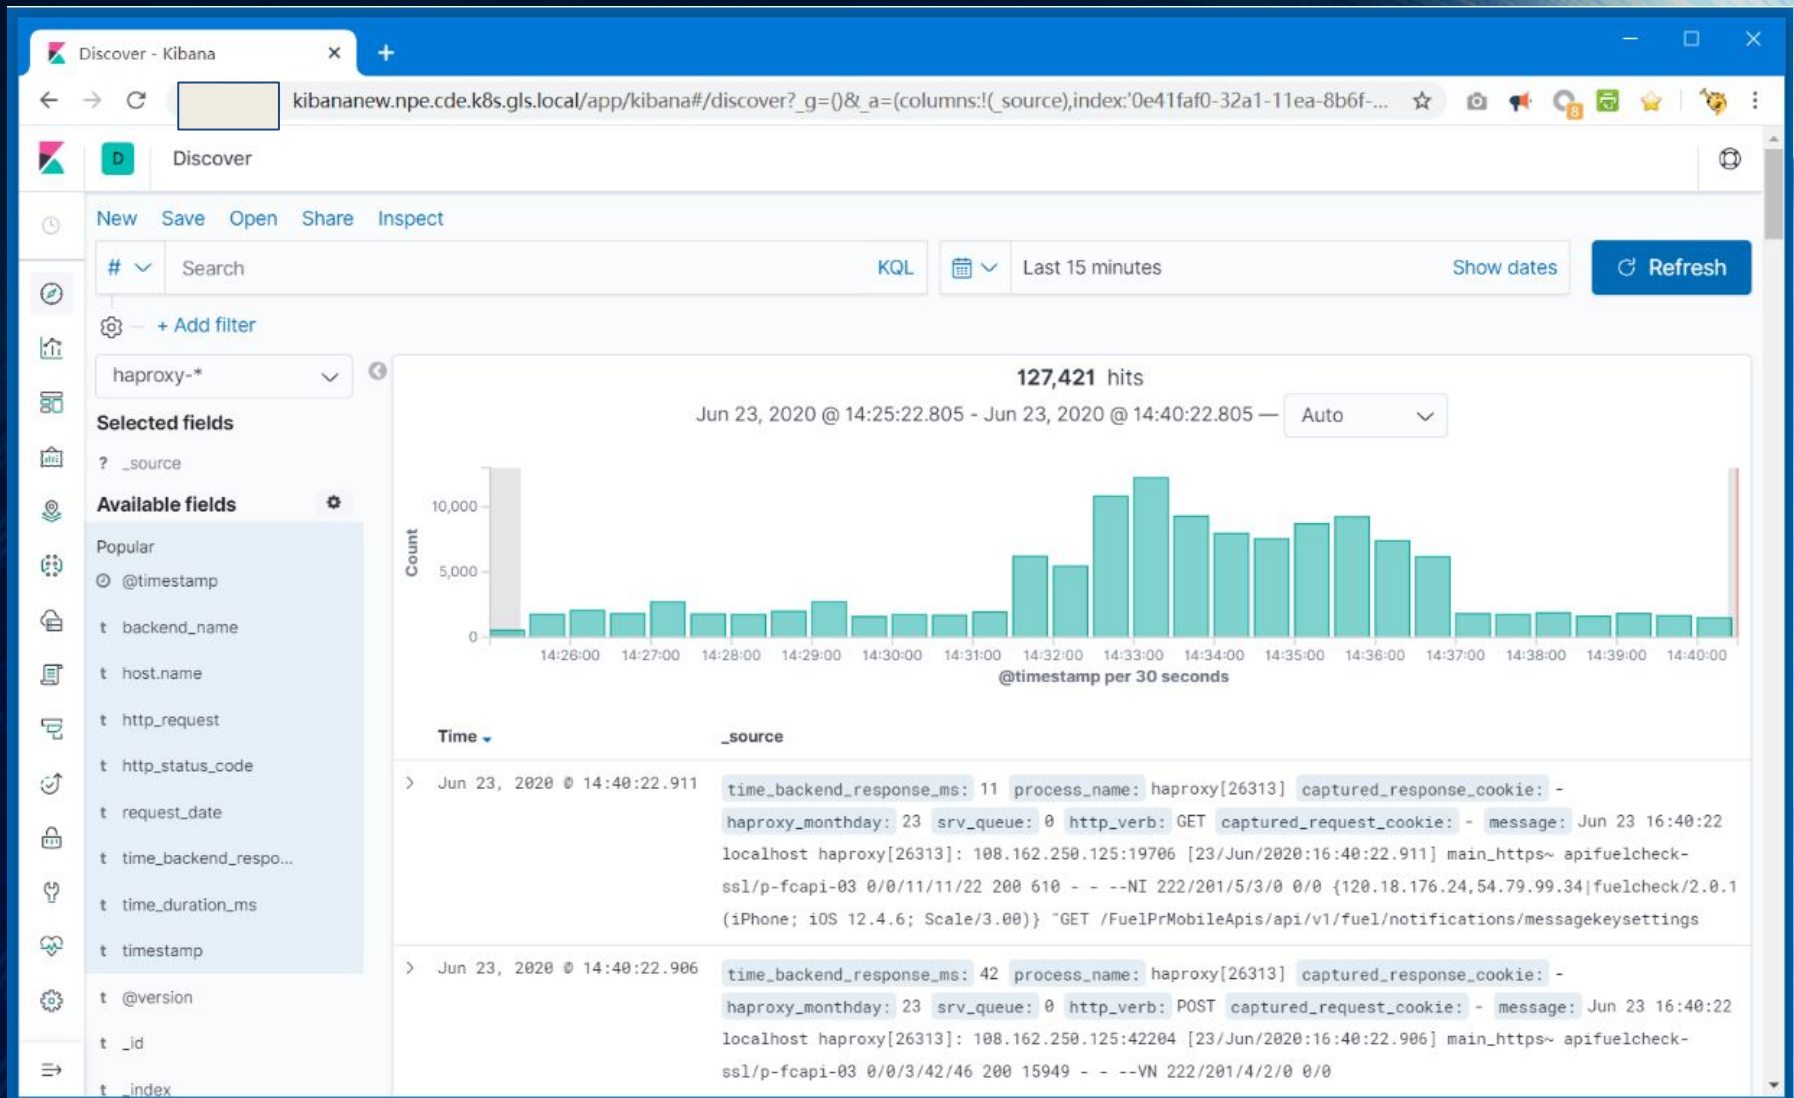 Discover - Kibana
kibananew.npe.cde.k8s.gls.local/app/kibana#/discover?_g=()&_a=(columns:!(_source),index:'0e41faf0-32a1-11ea-8b6f-...
8
D Discover
New Save Open Share Inspect
# Search KQL Last 15 minutes Show dates Refresh
+ Add filter
haproxy-*
127,421 hits
Jun 23, 2020 @ 14:25:22.805 - Jun 23, 2020 @ 14:40:22.805 — Auto
Selected fields
? _source
Available fields
Popular
@timestamp
t backend_name
t host.name
t http_request
t http_status_code
t request_date
t time_backend_respo...
t time_duration_ms
t timestamp
t @version
t _id
t _index
Count
10,000
5,000
0
14:26:00 14:27:00 14:28:00 14:29:00 14:30:00 14:31:00 14:32:00 14:33:00 14:34:00 14:35:00 14:36:00 14:37:00 14:38:00 14:39:00 14:40:00
@timestamp per 30 seconds
Time _source
Jun 23, 2020 @ 14:40:22.911 time_backend_response_ms: 11 process_name: haproxy[26313] captured_response_cookie: -
haproxy_monthday: 23 srv_queue: 0 http_verb: GET captured_request_cookie: - message: Jun 23 16:40:22
localhost haproxy[26313]: 108.162.250.125:19706 [23/Jun/2020:16:40:22.911] main_https~ apifuelcheck-
ssl/p-fcapi-03 0/0/11/11/22 200 610 - - --NI 222/201/5/3/0 0/0 {120.18.176.24,54.79.99.34|fuelcheck/2.0.1
(iPhone; iOS 12.4.6; Scale/3.00)} "GET /FuelPrMobileApis/api/v1/fuel/notifications/messagekeysettings
Jun 23, 2020 @ 14:40:22.906 time_backend_response_ms: 42 process_name: haproxy[26313] captured_response_cookie: -
haproxy_monthday: 23 srv_queue: 0 http_verb: POST captured_request_cookie: - message: Jun 23 16:40:22
localhost haproxy[26313]: 108.162.250.125:42204 [23/Jun/2020:16:40:22.906] main_https~ apifuelcheck-
ssl/p-fcapi-03 0/0/3/42/46 200 15949 - - --VN 222/201/4/2/0 0/0